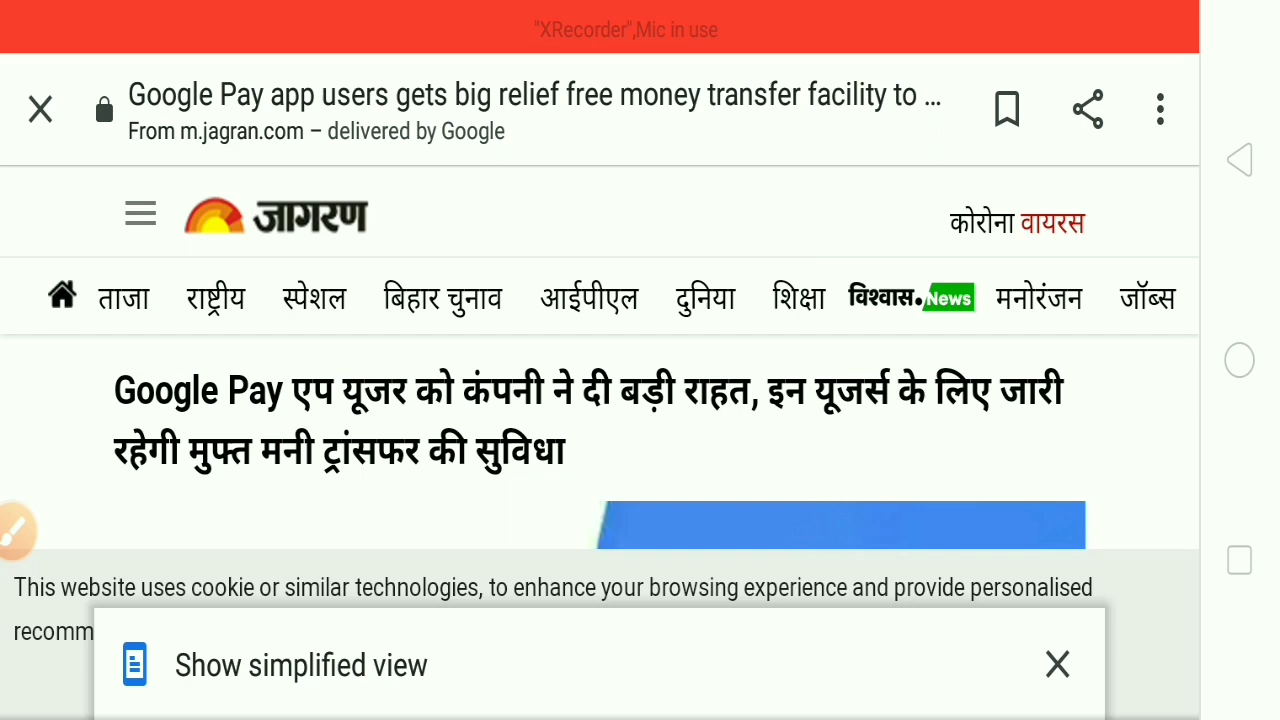 "XRecorder",Mic in use
Google Pay app users gets big relief free money transfer facility to ...
From m.jagran.com – delivered by Google
जागरण
कोरोना वायरस
ताजा राष्ट्रीय स्पेशल बिहार चुनाव आईपीएल दुनिया शिक्षा विश्वास.News मनोरंजन जॉब्स
Google Pay एप यूजर को कंपनी ने दी बड़ी राहत, इन यूजर्स के लिए जारी
रहेगी मुफ्त मनी ट्रांसफर की सुविधा
This website uses cookie or similar technologies, to enhance your browsing experience and provide personalised
recomm
Show simplified view